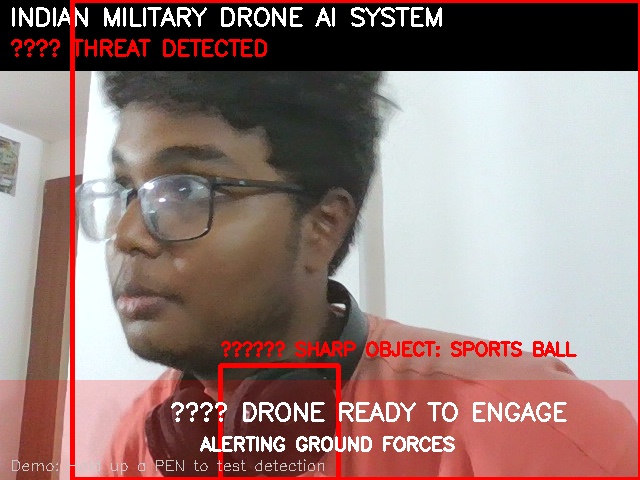 INDIAN MILITARY DRONE AI SYSTEM
???? THREAT DETECTED
?????? SHARP OBJECT: SPORTS BALL
???? DRONE READY TO ENGAGE
ALERTING GROUND FORCES
Demo: up a PEN to test detection